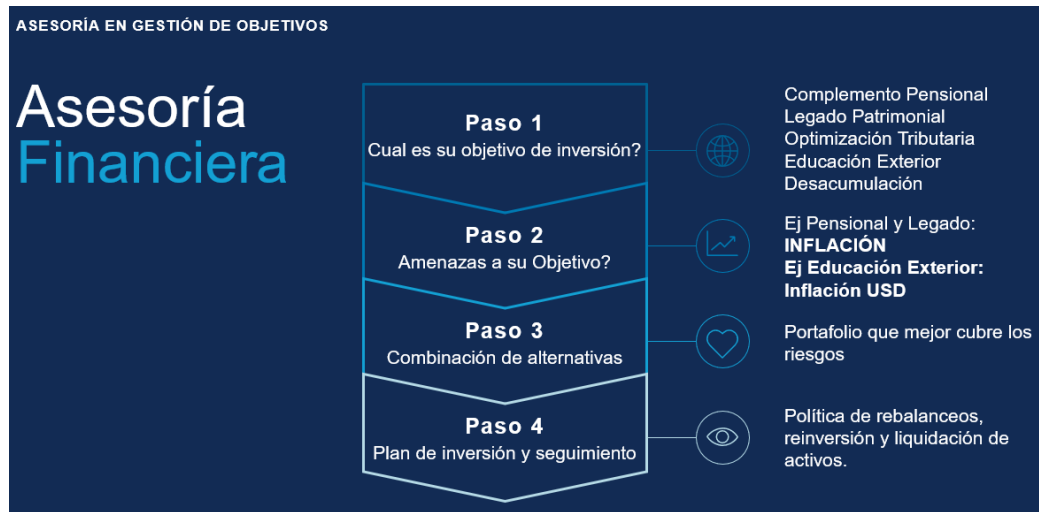 ASESORÍA EN GESTIÓN DE OBJETIVOS
Asesoría
Financiera
Paso 1
Cual es su objetivo de inversión?
Complemento Pensional
Legado Patrimonial
Optimización Tributaria
Educación Exterior
Desacumulación
Paso 2
Amenazas a su Objetivo?
Ej Pensional y Legado:
INFLACIÓN
Ej Educación Exterior:
Inflación USD
Paso 3
Combinación de alternativas
Portafolio que mejor cubre los
riesgos
Paso 4
Plan de inversión y seguimiento
Política de rebalanceos,
reinversión y liquidación de
activos.